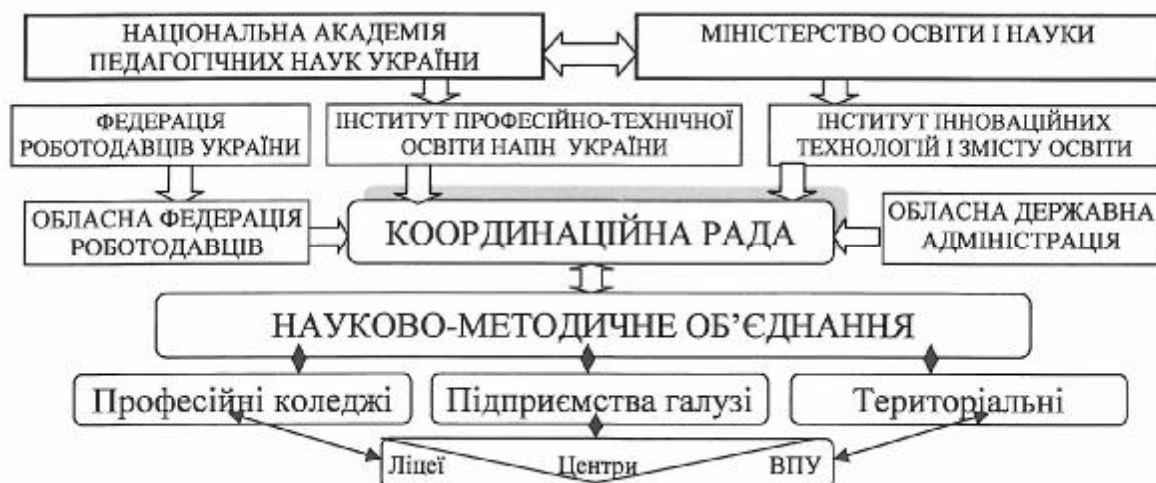 НАЦІОНАЛЬНА АКАДЕМІЯ
ПЕДАГОГІЧНИХ НАУК УКРАЇНИ
МІНІСТЕРСТВО ОСВІТИ І НАУКИ
ФЕДЕРАЦІЯ
РОБОТОДАВЦІВ УКРАЇНИ
ІНСТИТУТ ПРОФЕСІЙНО-ТЕХНІЧНОЇ
ОСВІТИ НАПН УКРАЇНИ
ІНСТИТУТ ІННОВАЦІЙНИХ
ТЕХНОЛОГІЙ І ЗМІСТУ ОСВІТИ
ОБЛАСНА ФЕДЕРАЦІЯ
РОБОТОДАВЦІВ
КООРДИНАЦІЙНА РАДА
ОБЛАСНА ДЕРЖАВНА
АДМІНІСТРАЦІЯ
НАУКОВО-МЕТОДИЧНЕ ОБ’ЄДНАННЯ
Професійні коледжі
Підприємства галузі
Територіальні
Ліцеї
Центри
ВПУ